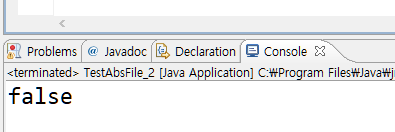 Problems @ Javadoc Declaration Console
<terminated> TestAbsFile_2 [Java Application] C:₩Program Files₩Java₩j
false